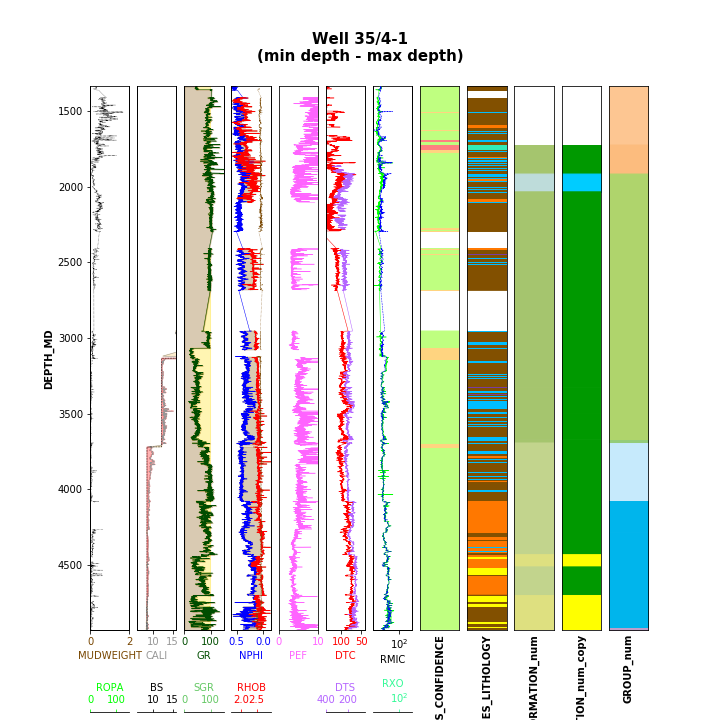 Well 35/4-1
(min depth - max depth)
DEPTH_MD
1500
2000
2500
3000
3500
4000
4500
0 2
MUDWEIGHT
10 15
CALI
0 100
GR
0.5 0.0
NPHI
0 10
PEF
100 50
DTC
10²
RMIC
ROPA
0 100
BS
10 15
SGR
0 100
RHOB
2.0 2.5
DTS
400 200
RXO
10²
S_CONFIDENCE
ES_LITHOLOGY
RMATION_num
TION_num_copy
GROUP_num